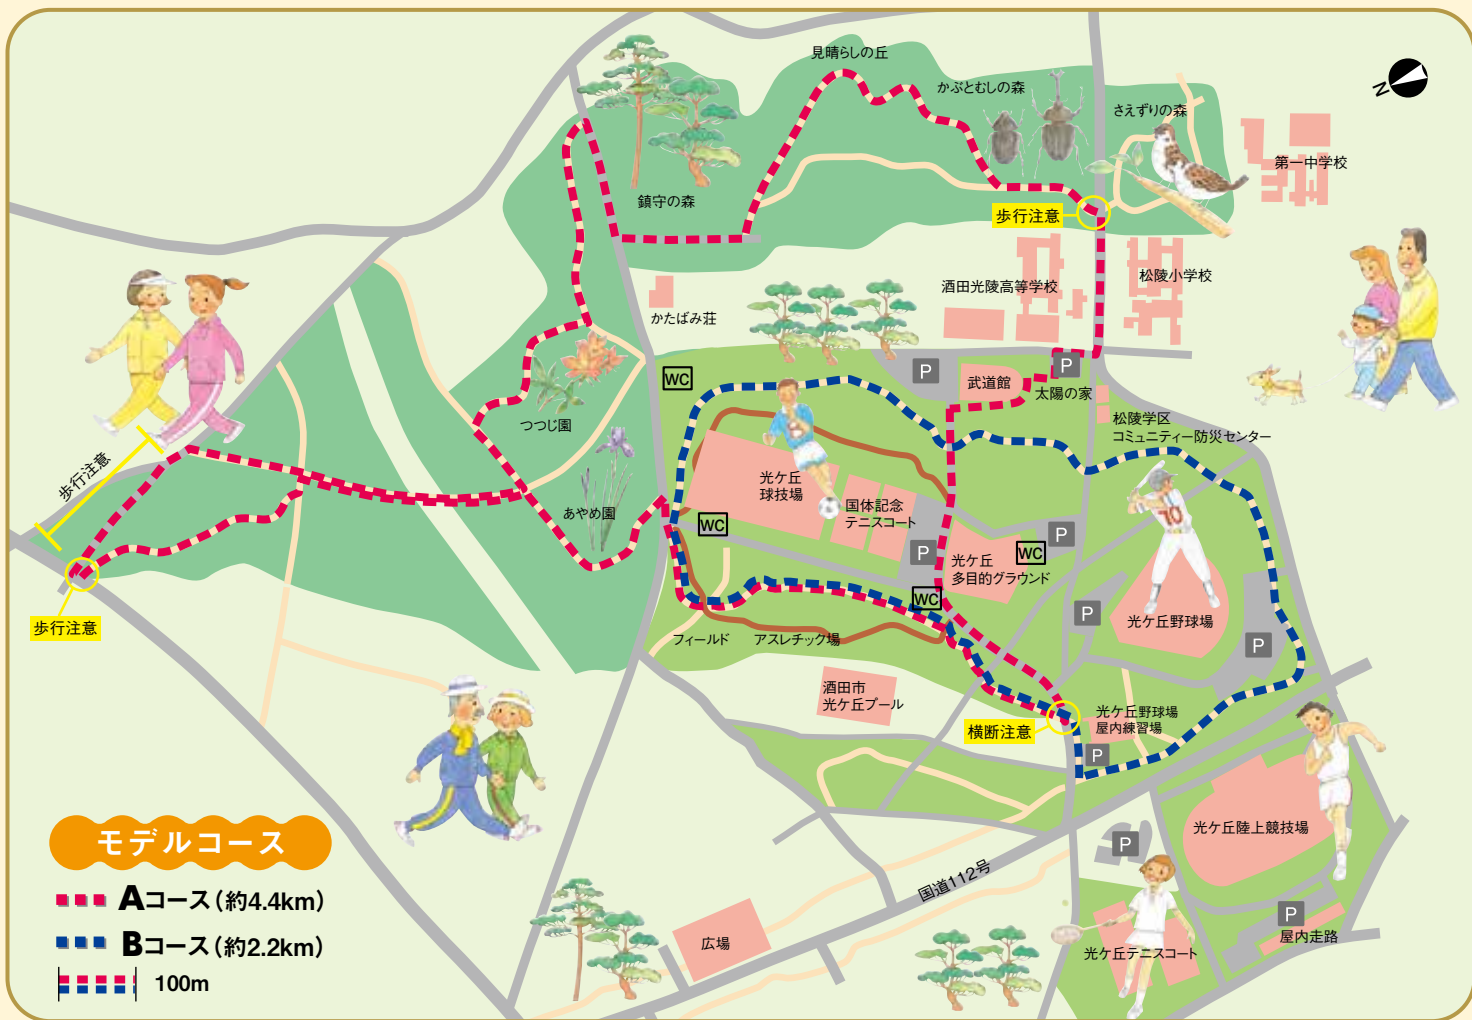 見晴らしの丘
かぶとむしの森
さえずりの森
N
第一中学校
鎮守の森
歩行注意
酒田光陵高等学校
松陵小学校
かたばみ荘
WC
P
武道館
P
太陽の家
松陵学区
コミュニティー防災センター
つつじ園
歩行注意
あやめ園
光ケ丘
球技場
国体記念
テニスコート
10
WC
P
光ケ丘
多目的グラウンド
WC
P
WC
P
光ケ丘野球場
P
歩行注意
フィールド アスレチック場
酒田市
光ケ丘プール
横断注意
光ケ丘野球場
屋内練習場
P
モデルコース
Aコース(約4.4km)
Bコース(約2.2km)
100m
国道112号
広場
光ケ丘陸上競技場
P
P
屋内走路
光ケ丘テニスコート